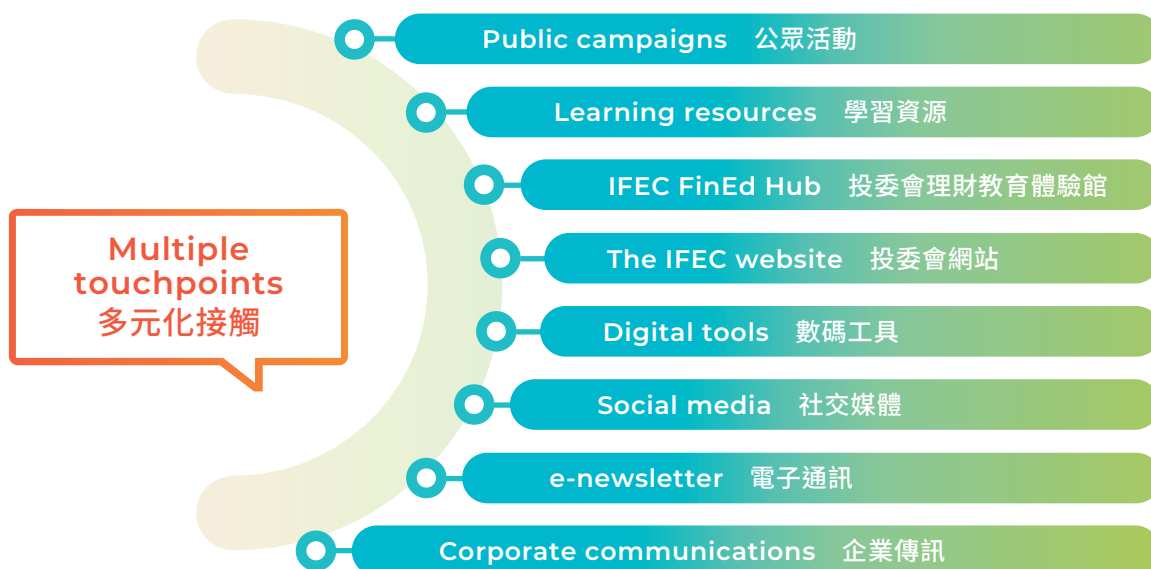 Multiple
touchpoints
多元化接觸
Public campaigns 公眾活動
Learning resources 學習資源
IFEC FinEd Hub 投委會理財教育體驗館
The IFEC website 投委會網站
Digital tools 數碼工具
Social media 社交媒體
e-newsletter 電子通訊
Corporate communications 企業傳訊